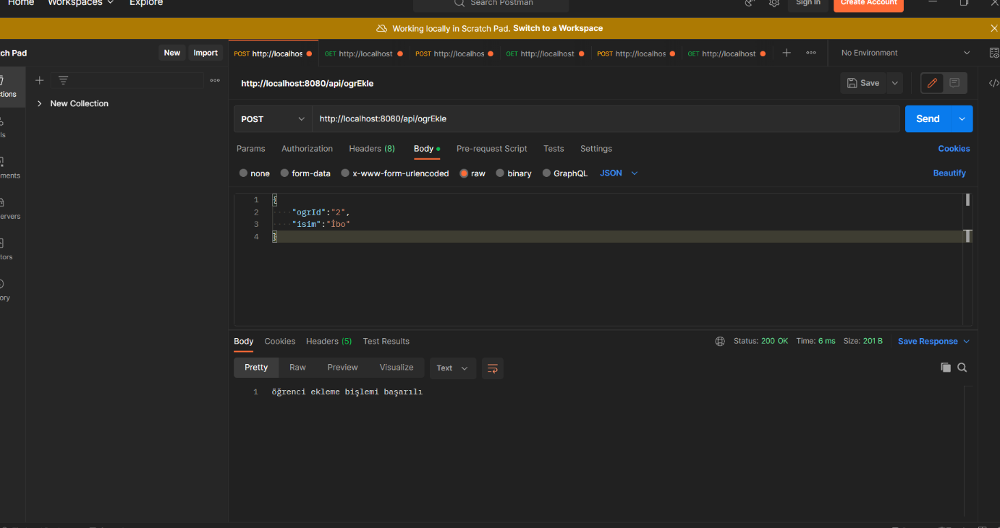 Home Workspaces Explore Search Postman Sign In Create Account
Working locally in Scratch Pad. Switch to a Workspace
ch Pad New Import POST http://localhos GET http://localhost POST http://localhos GET http://localhost POST http://localhos GET http://localhost No Environment
http://localhost:8080/api/ogrEkle Save
ctions
New Collection
POST http://localhost:8080/api/ogrEkle Send
ls
Params Authorization Headers (8) Body Pre-request Script Tests Settings Cookies
ments
none form-data x-www-form-urlencoded raw binary GraphQL JSON Beautify
1 {
2 "ogrId":"2",
3 "isim":"İbo"
4 }
ervers
tors
ory
Body Cookies Headers (5) Test Results Status: 200 OK Time: 6 ms Size: 201 B Save Response
Pretty Raw Preview Visualize Text
1 öğrenci ekleme bişlemi başarılı